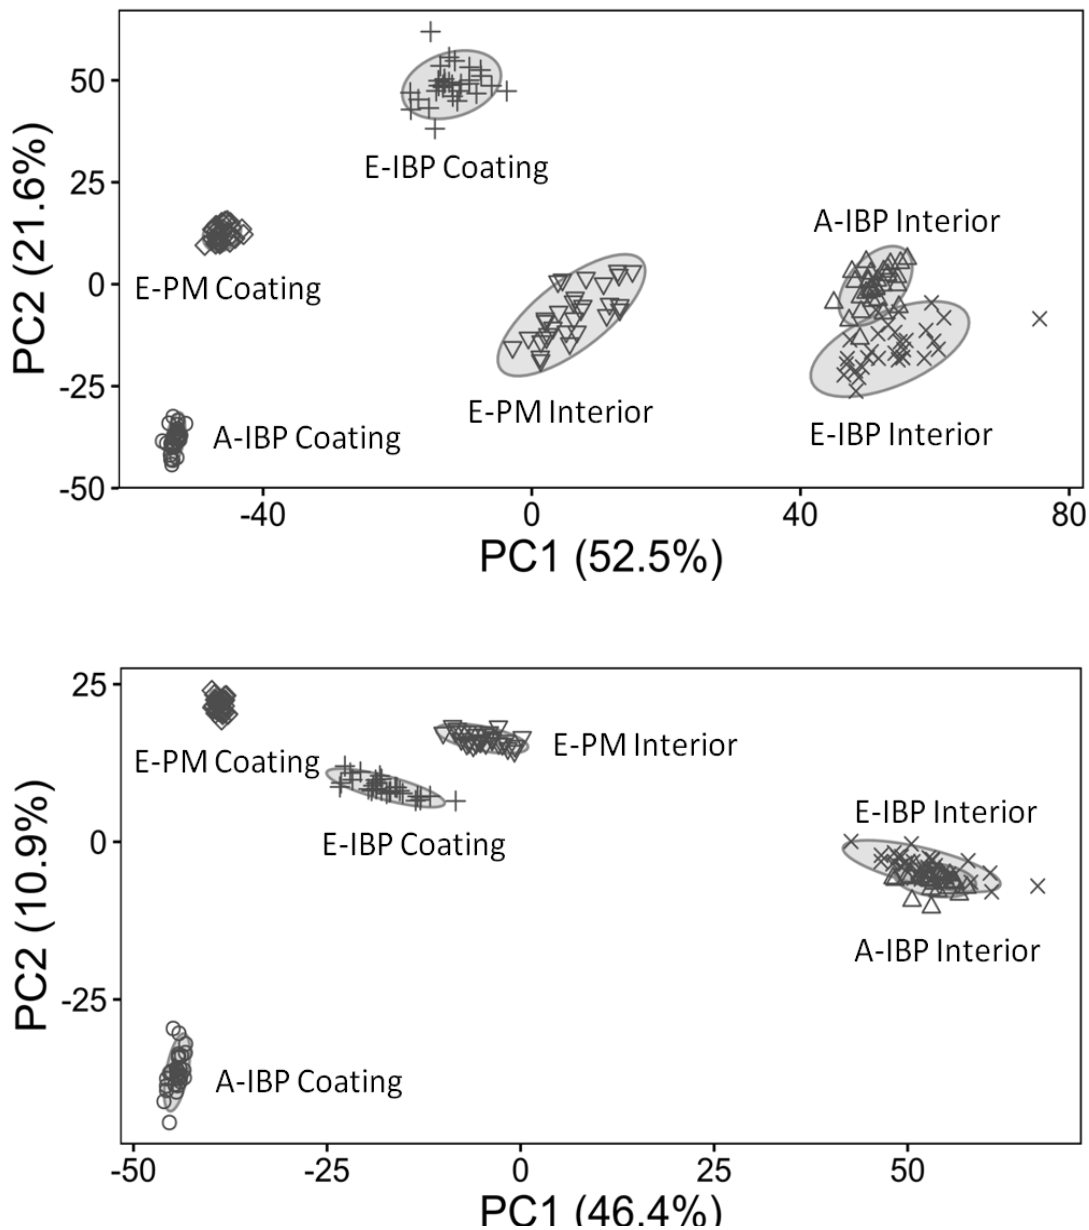 PC2 (21.6%)
50
25
0
-25
-50
E-IBP Coating
A-IBP Interior
E-PM Coating
E-PM Interior
A-IBP Coating
E-IBP Interior
-40
0
40
80
PC1 (52.5%)
PC2 (10.9%)
25
0
-25
E-PM Coating
E-PM Interior
E-IBP Coating
E-IBP Interior
A-IBP Interior
A-IBP Coating
-50
-25
0
25
50
PC1 (46.4%)